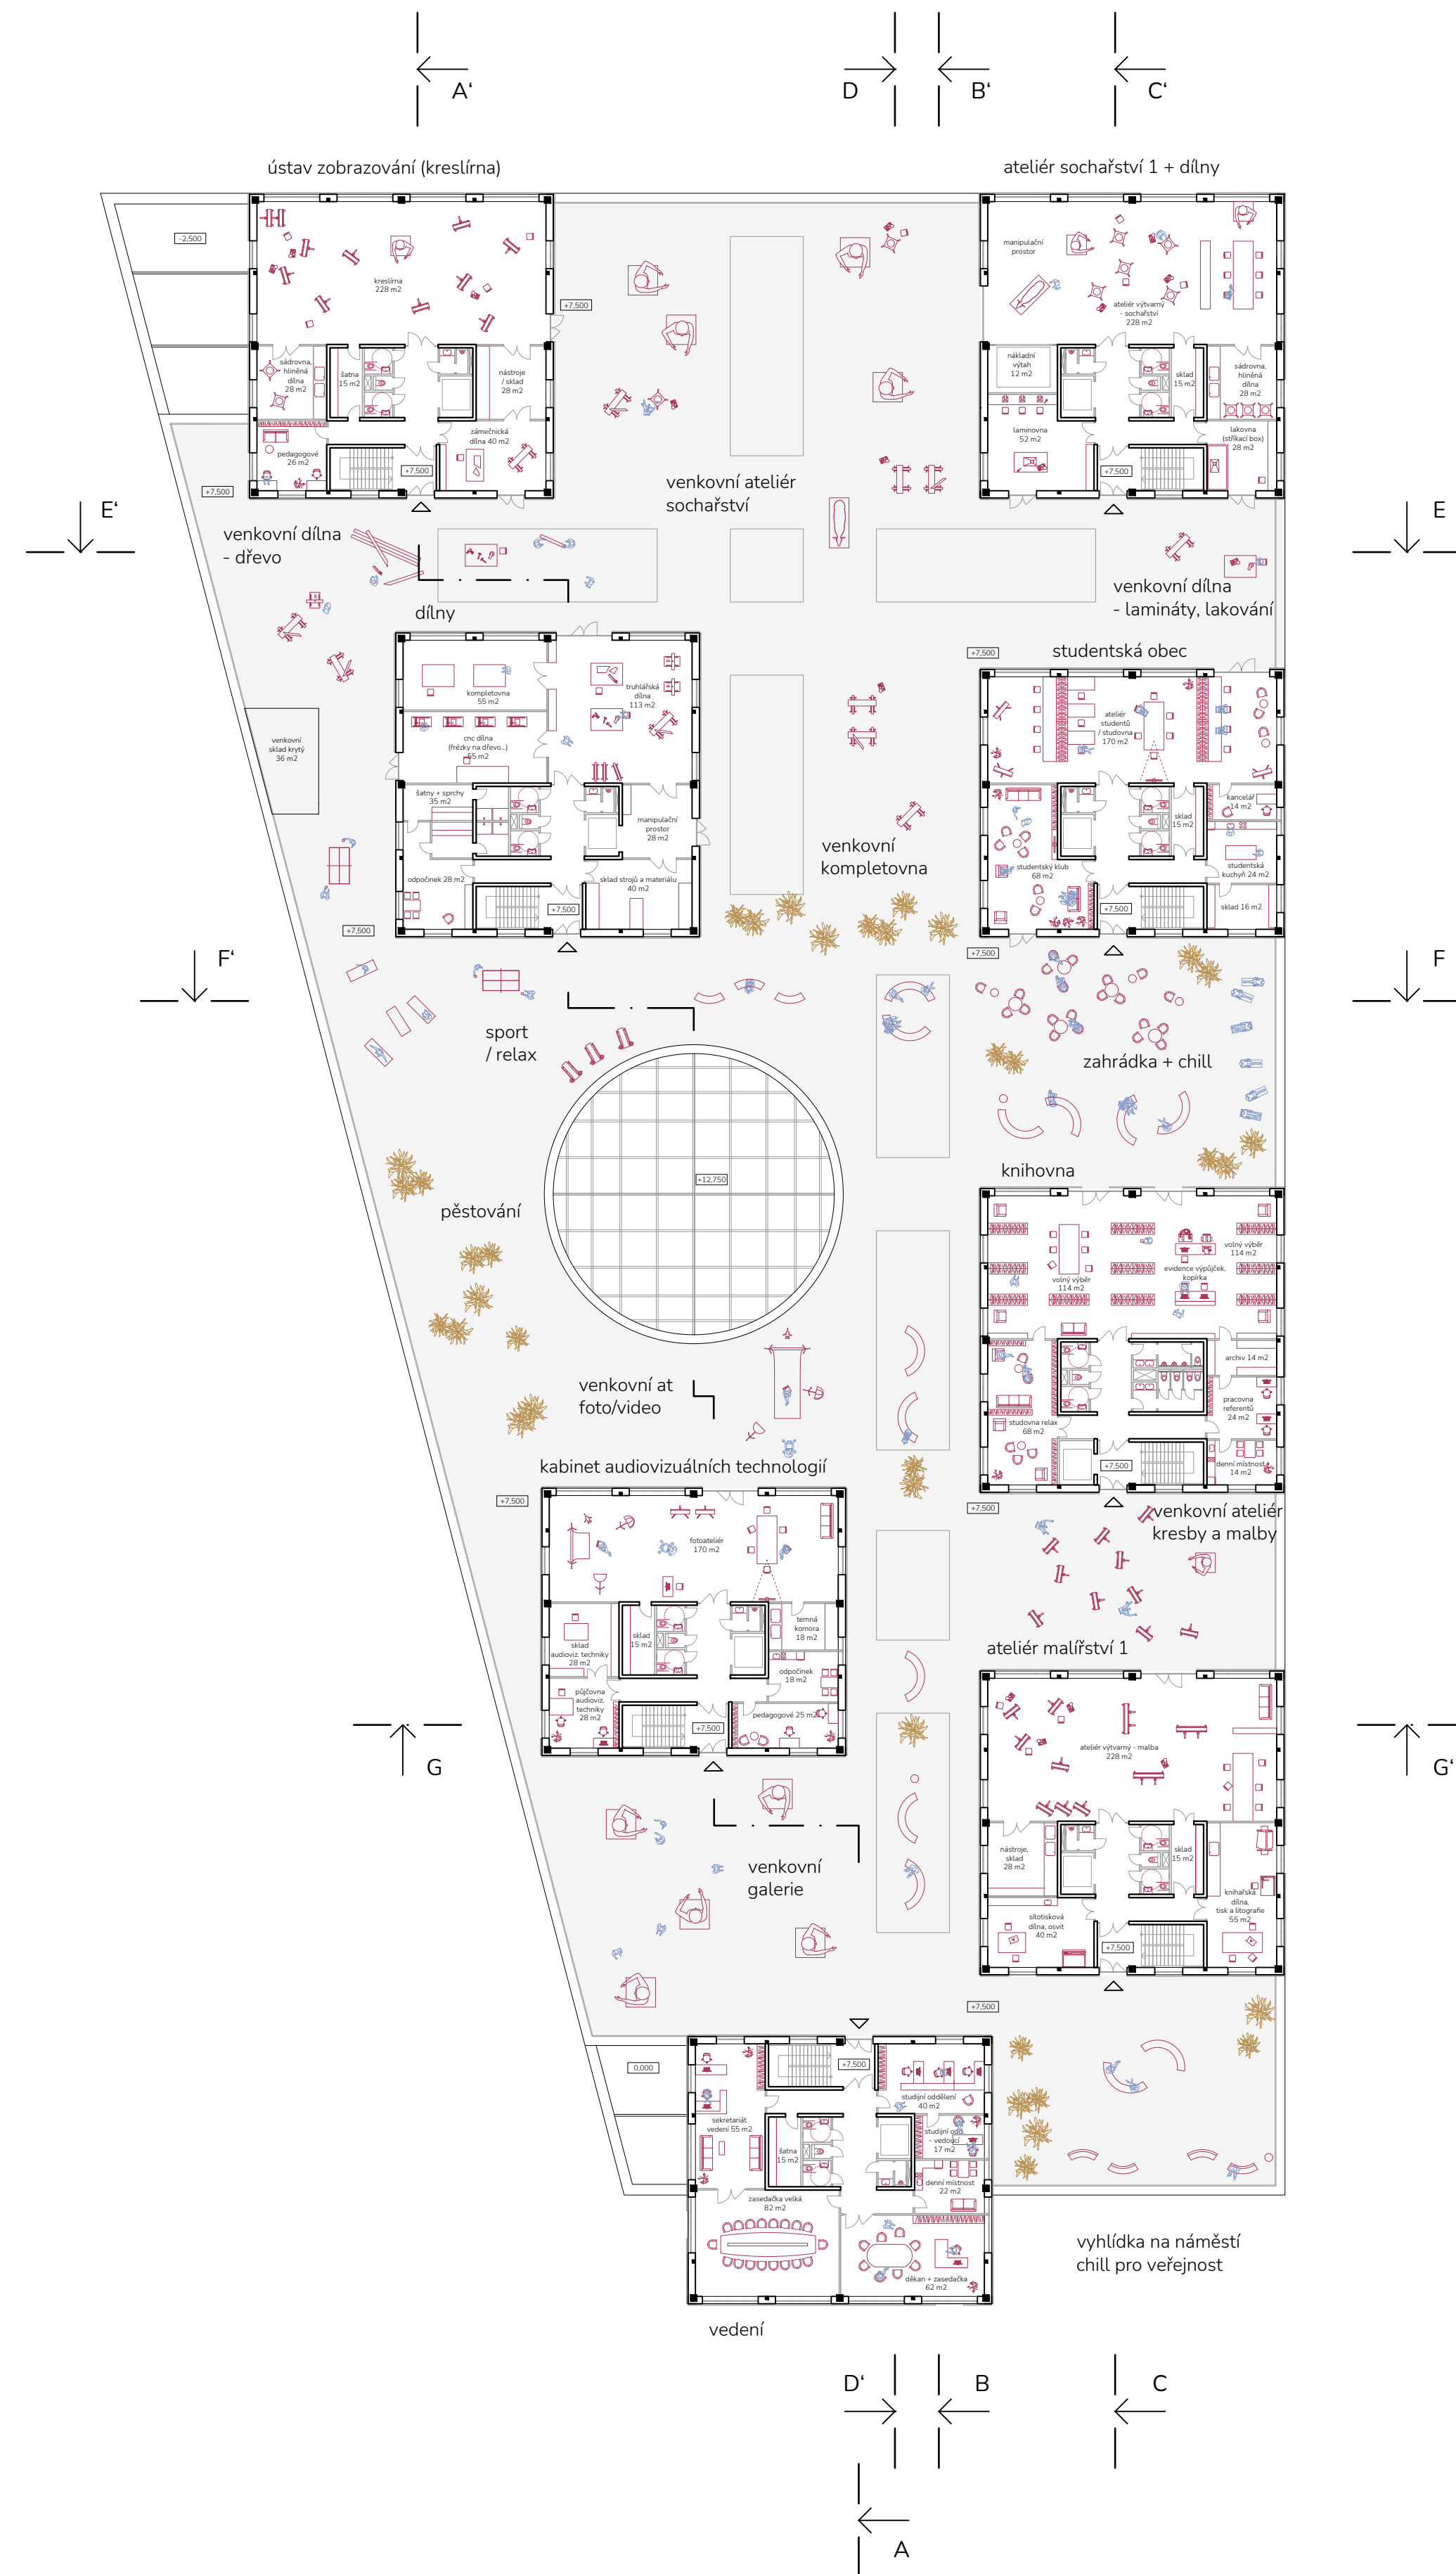 A‘
D
B‘
C‘
ústav zobrazování (kreslírna)
ateliér sochařství 1 + dílny
-2,500
kreslírna
228 m2
+7,500
sádrovna,
hliněná
dílna
28 m2
šatna
15 m2
nástroje
/ sklad
28 m2
pedagogové
26 m2
zámečnická
dílna 40 m2
+7,500
+7,500
manipulační
prostor
ateliér výtvarný
- sochařství
228 m2
nákladní
výtah
12 m2
sklad
15 m2
sádrovna,
hliněná
dílna
28 m2
laminovna
52 m2
lakovna
(stříkací box)
28 m2
+7,500
venkovní ateliér
sochařství
E‘
E
venkovní dílna
- dřevo
venkovní dílna
- lamináty, lakování
dílny
studentská obec
+7,500
kompletovna
55 m2
truhlářská
dílna
113 m2
cnc dílna
(frézky na dřevo...)
55 m2
venkovní
sklad krytý
36 m2
šatny + sprchy
35 m2
manipulační
prostor
28 m2
odpočinek 28 m2
sklad strojů a materiálu
40 m2
+7,500
+7,500
ateliér
studentů
/ studovna
170 m2
kancelář
14 m2
sklad
15 m2
studentský klub
68 m2
studentská
kuchyň 24 m2
sklad 16 m2
+7,500
+7,500
venkovní
kompletovna
F‘
F
sport
/ relax
zahrádka + chill
+12,750
pěstování
knihovna
volný výběr
114 m2
evidence výpůjček,
kopírka
volný výběr
114 m2
archiv 14 m2
pracovna
referentů
24 m2
studovna relax
68 m2
denní místnost
14 m2
+7,500
+7,500
venkovní at
foto/video
kabinet audiovizuálních technologií
+7,500
venkovní ateliér
kresby a malby
fotoateliér
170 m2
sklad
15 m2
temná
komora
18 m2
sklad
audioviz. techniky
28 m2
odpočinek
18 m2
půjčovna
audioviz.
techniky
28 m2
pedagogové 25 m2
+7,500
ateliér malířství 1
ateliér výtvarný - malba
228 m2
nástroje,
sklad
28 m2
sklad
15 m2
knihařská
dílna,
tisk a litografie
55 m2
sítotisková
dílna, osvit
40 m2
+7,500
+7,500
G
G‘
venkovní
galerie
0,000
+7,500
studijní oddělení
40 m2
sekretariát
vedení 55 m2
studijní odd.
- vedoucí
17 m2
šatna
15 m2
denní místnost
22 m2
zasedačka velká
82 m2
děkan + zasedačka
62 m2
vyhlídka na náměstí
chill pro veřejnost
vedení
D‘
B
C
A